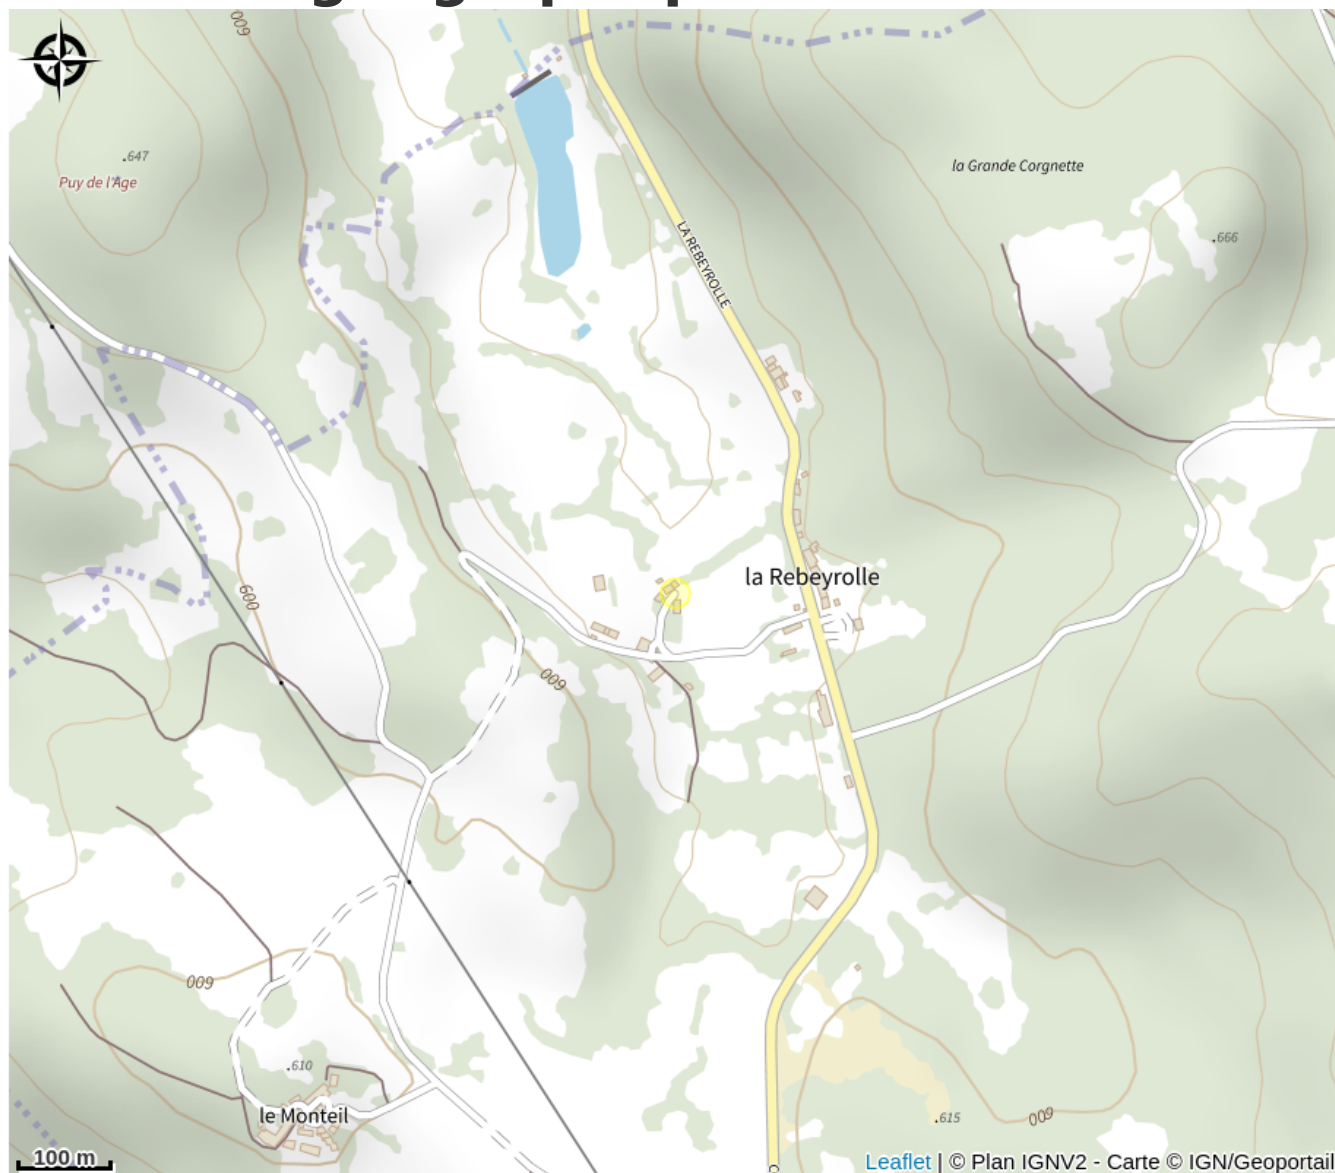 600
.647
Puy de l'Age
la Grande Corgnette
.666
LA REBEYROLLE
la Rebeyrolle
600
600
600
.610
le Monteil
.615
600
100 m
Leaflet | © Plan IGNV2 - Carte © IGN/Geoportail